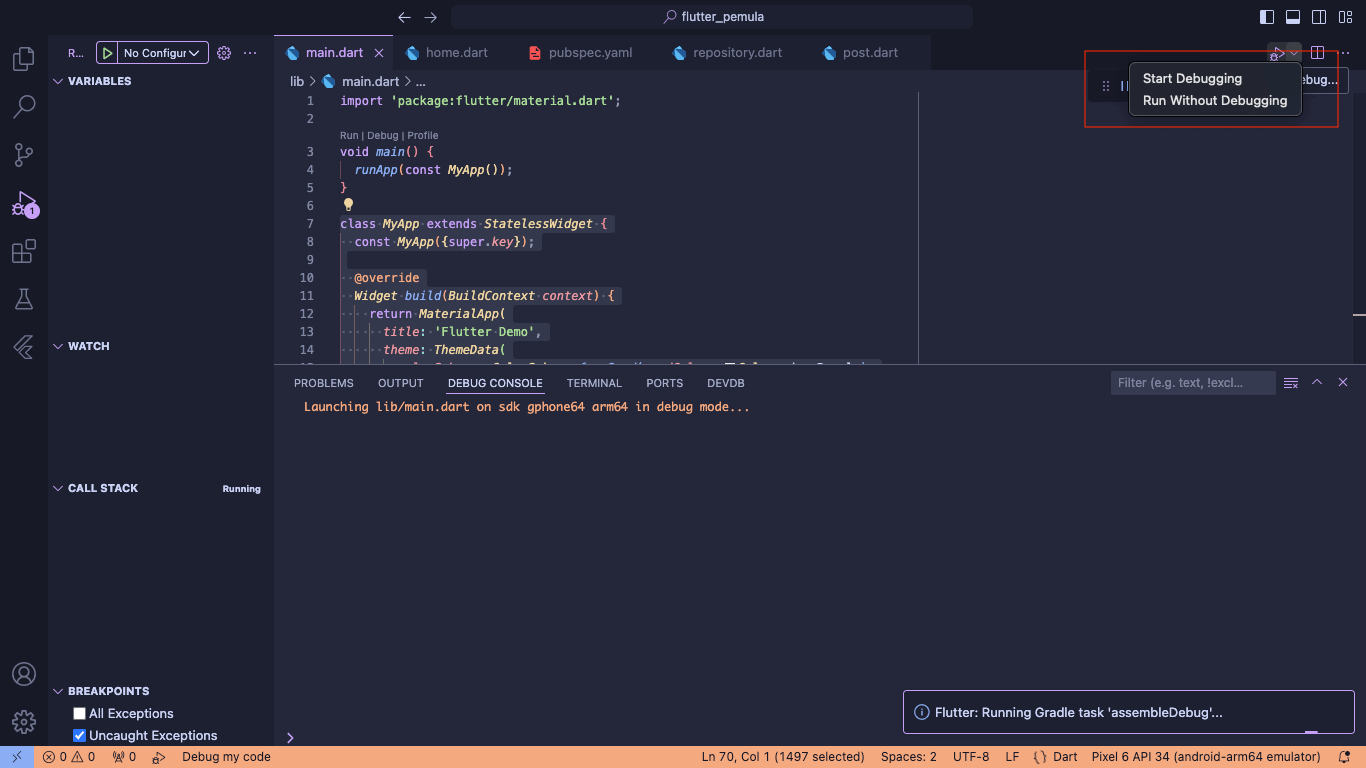 flutter_pemula
R... No Configur
main.dart home.dart pubspec.yaml repository.dart post.dart
VARIABLES
lib main.dart ...
Start Debugging
ebug...
Run Without Debugging
1 import 'package:flutter/material.dart';
2
Run | Debug | Profile
3 void main() {
4 runApp(const MyApp());
5 }
6
7 class MyApp extends StatelessWidget {
8 const MyApp({super.key});
9
10 @override
11 Widget build(BuildContext context) {
12 return MaterialApp(
13 title: 'Flutter Demo',
14 theme: ThemeData(
1
WATCH
PROBLEMS OUTPUT DEBUG CONSOLE TERMINAL PORTS DEVDB
Filter (e.g. text, !excl...
Launching lib/main.dart on sdk gphone64 arm64 in debug mode...
CALL STACK Running
BREAKPOINTS
All Exceptions
Uncaught Exceptions
Flutter: Running Gradle task 'assembleDebug'...
0 0 0 Debug my code Ln 70, Col 1 (1497 selected) Spaces: 2 UTF-8 LF {} Dart Pixel 6 API 34 (android-arm64 emulator)